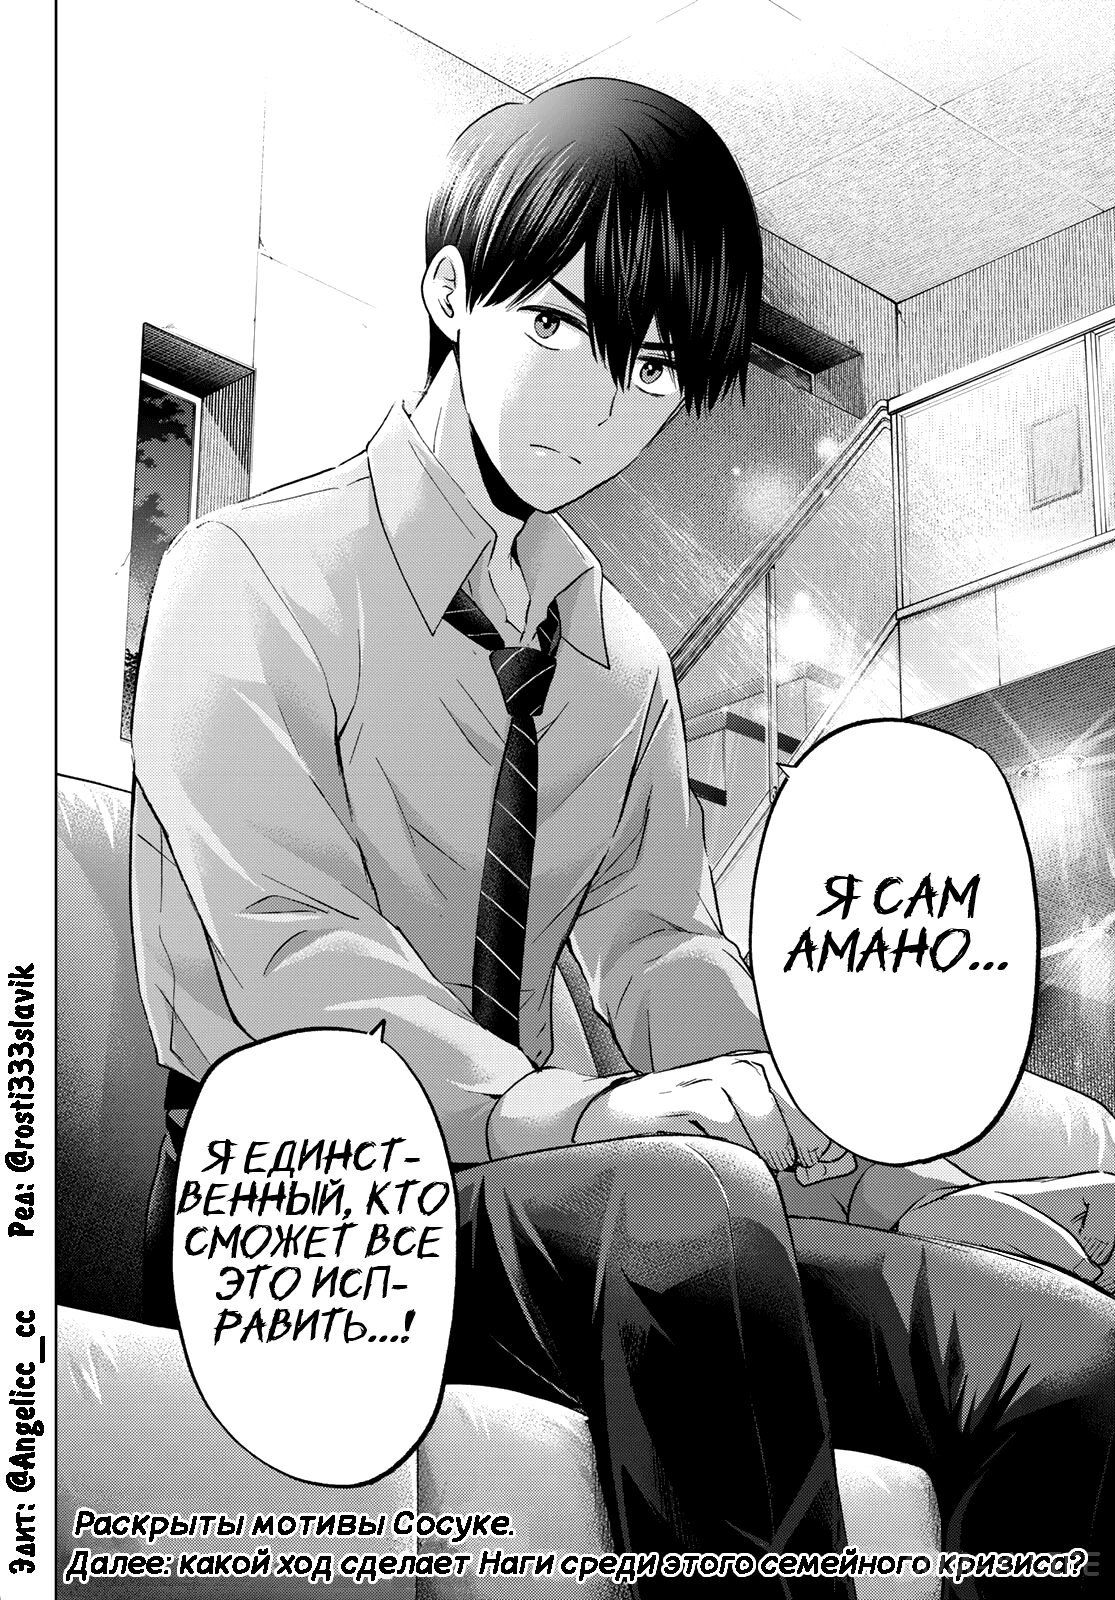 Я САМ
АМАНО...
Я ЕДИНСТ-
ВЕННЫЙ, КТО
СМОЖЕТ ВСЕ
ЭТО ИСП-
РАВИТЬ...!
Раскрыты мотивы Сосуке.
Далее: какой ход сделает Наги среди этого семейного кризиса?
Эдит: @Angelicc_cc Ред: @rosti333slavik